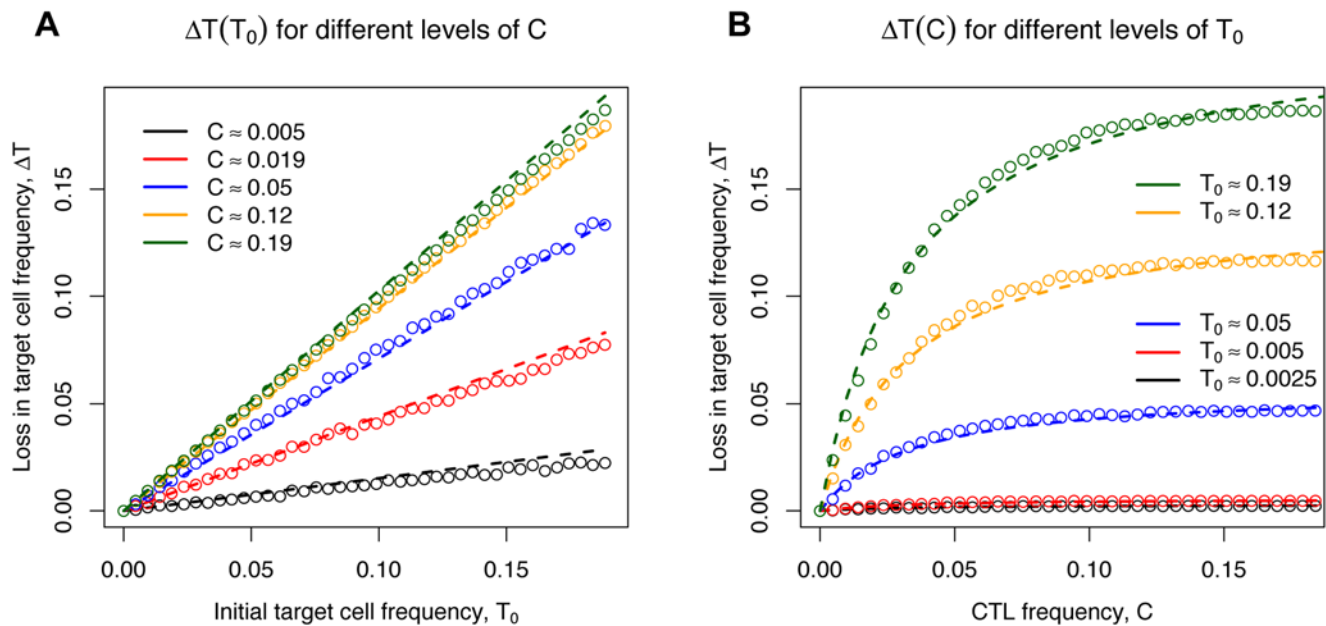 A
ΔT(T₀) for different levels of C
C ≈ 0.005
C ≈ 0.019
C ≈ 0.05
C ≈ 0.12
C ≈ 0.19
Loss in target cell frequency, ΔT
0.15
0.10
0.05
0.00
0.00 0.05 0.10 0.15
Initial target cell frequency, T₀
B
ΔT(C) for different levels of T₀
T₀ ≈ 0.19
T₀ ≈ 0.12
T₀ ≈ 0.05
T₀ ≈ 0.005
T₀ ≈ 0.0025
Loss in target cell frequency, ΔT
0.15
0.10
0.05
0.00
0.00 0.05 0.10 0.15
CTL frequency, C